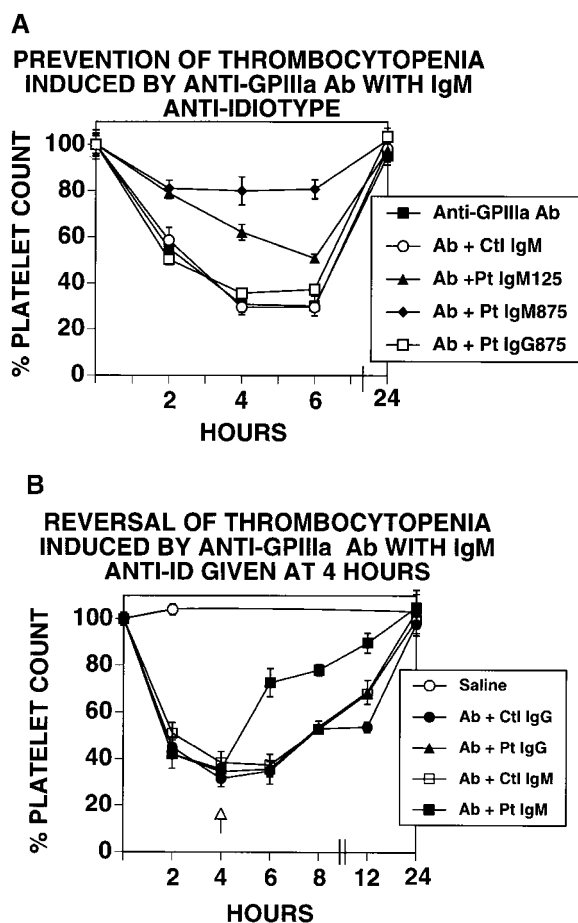 A
PREVENTION OF THROMBOCYTOPENIA
INDUCED BY ANTI-GPIIIa Ab WITH IgM
ANTI-IDIOTYPE
% PLATELET COUNT
100
80
60
40
20
0
2
4
6
24
HOURS
Anti-GPIIIa Ab
Ab + Ctl IgM
Ab +Pt IgM125
Ab + Pt IgM875
Ab + Pt IgG875
B
REVERSAL OF THROMBOCYTOPENIA
INDUCED BY ANTI-GPIIIa Ab WITH IgM
ANTI-ID GIVEN AT 4 HOURS
% PLATELET COUNT
100
80
60
40
20
0
2
4
6
8
12
24
HOURS
Saline
Ab + Ctl IgG
Ab + Pt IgG
Ab + Ctl IgM
Ab + Pt IgM